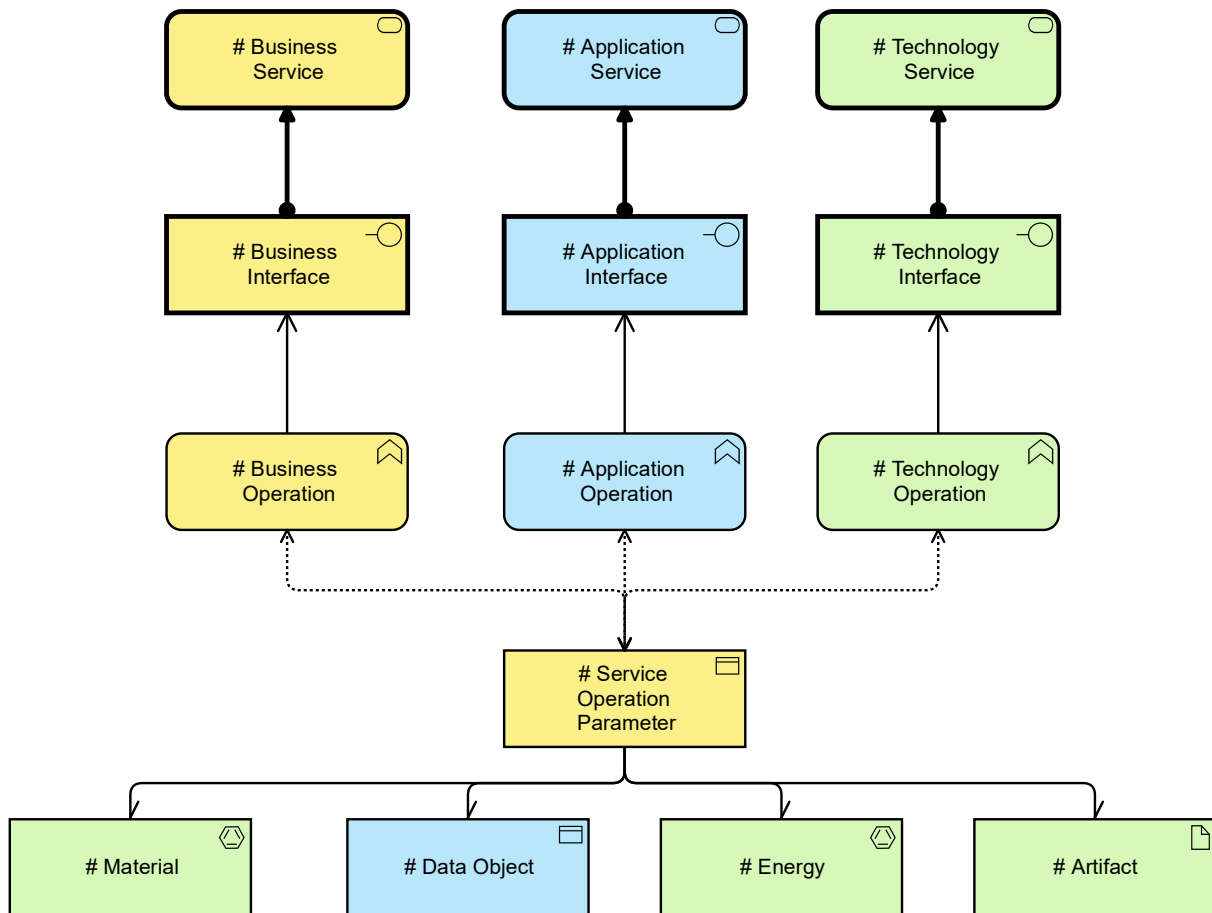 # Business
Service
# Application
Service
# Technology
Service
# Business
Interface
# Application
Interface
# Technology
Interface
# Business
Operation
# Application
Operation
# Technology
Operation
# Service
Operation
Parameter
# Material
# Data Object
# Energy
# Artifact